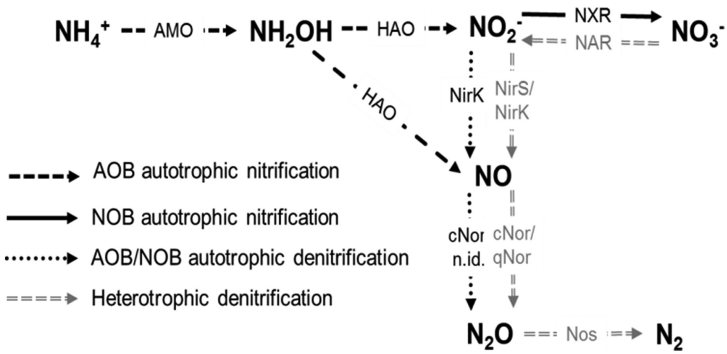 NXR
NH₄⁺ AMO NH₂OH HAO NO₂⁻ NO₃⁻
NAR
HAO
NirK
NirS/
NirK
NO
AOB autotrophic nitrification
NOB autotrophic nitrification
cNor
n.id.
cNor/
qNor
AOB/NOB autotrophic denitrification
Heterotrophic denitrification
N₂O Nos N₂